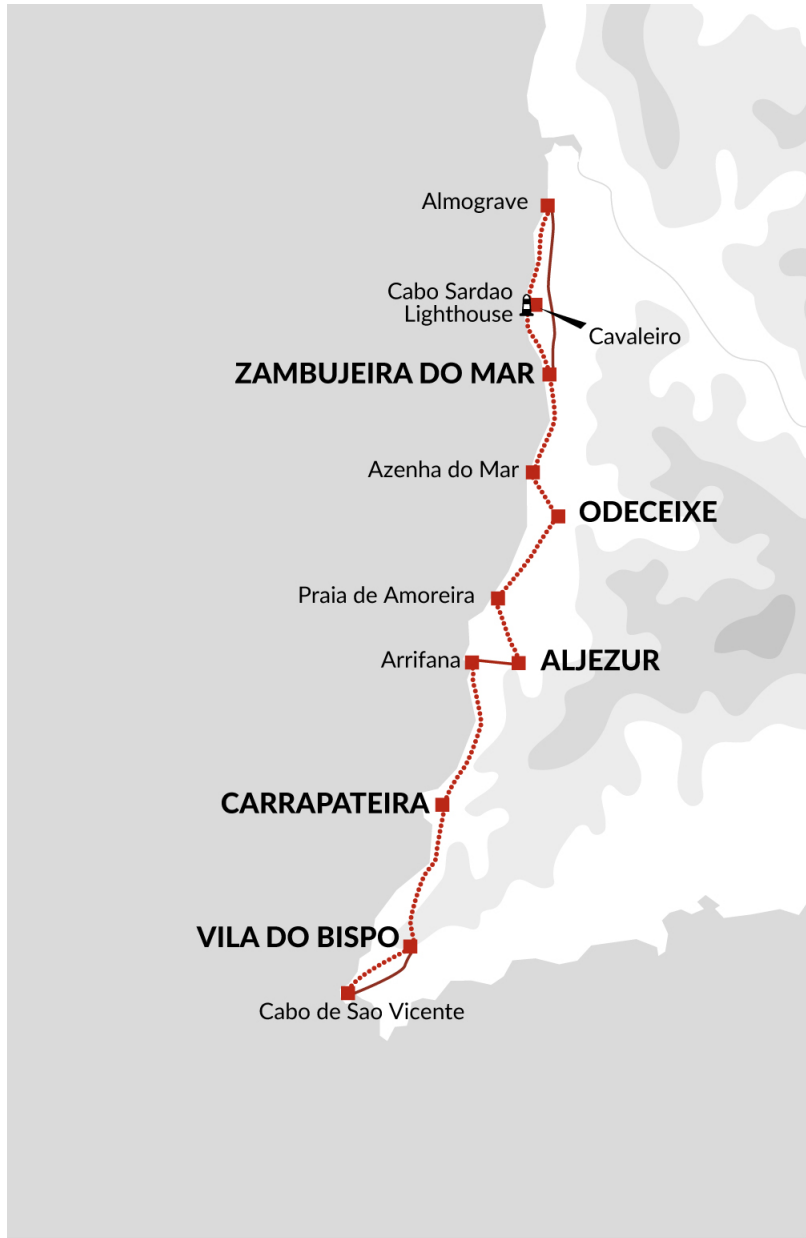 Almograve
Cabo Sardao
Lighthouse
Cavaleiro
ZAMBUJEIRA DO MAR
Azenha do Mar
ODECEIXE
Praia de Amoreira
Arrifana
ALJEZUR
CARRAPATEIRA
VILA DO BISPO
Cabo de Sao Vicente